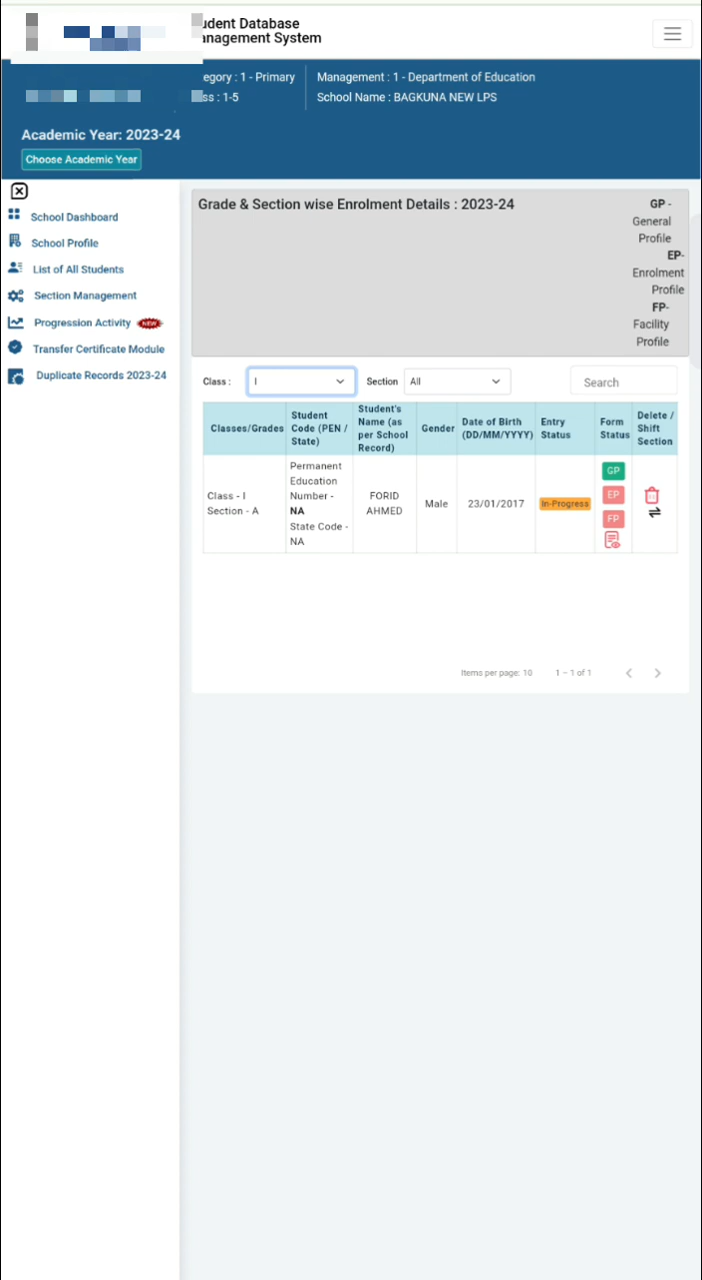 udent Database
anagement System
egory : 1 - Primary
ss : 1-5
Management : 1 - Department of Education
School Name : BAGKUNA NEW LPS
Academic Year: 2023-24
Choose Academic Year
School Dashboard
School Profile
List of All Students
Section Management
Progression Activity NEW
Transfer Certificate Module
Duplicate Records 2023-24
Grade & Section wise Enrolment Details : 2023-24
GP -
General
Profile
EP-
Enrolment
Profile
FP-
Facility
Profile
Class : I
Section All
Search
Classes/Grades
Student
Code (PEN /
State)
Student's
Name (as
per School
Record)
Gender
Date of Birth
(DD/MM/YYYY)
Entry
Status
Form
Status
Delete /
Shift
Section
Class - I
Section - A
Permanent
Education
Number -
NA
State Code -
NA
FORID
AHMED
Male
23/01/2017
In-Progress
GP
EP
FP
Items per page: 10
1 – 1 of 1